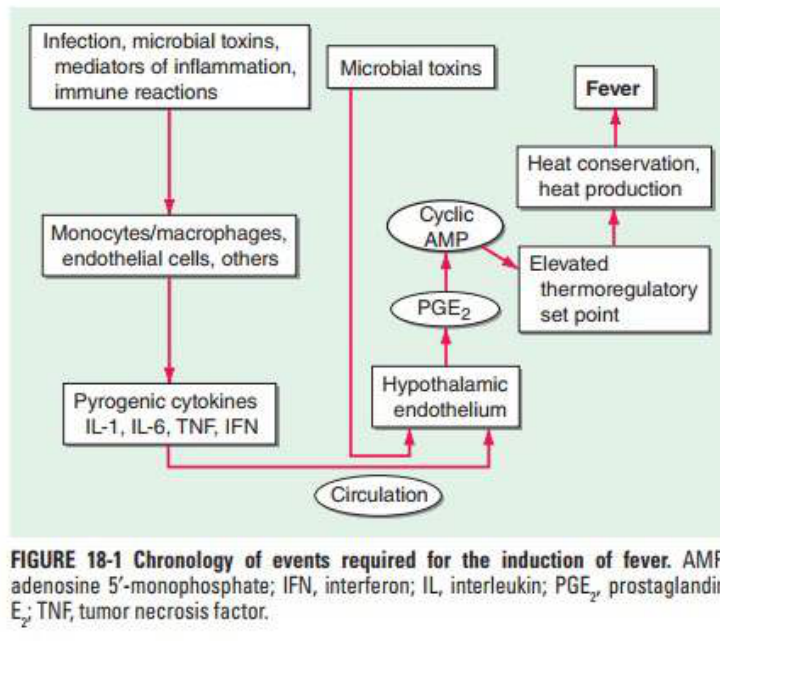 Infection, microbial toxins,
mediators of inflammation,
immune reactions
Microbial toxins
Fever
Heat conservation,
heat production
Cyclic
AMP
Monocytes/macrophages,
endothelial cells, others
Elevated
thermoregulatory
set point
PGE₂
Hypothalamic
endothelium
Pyrogenic cytokines
IL-1, IL-6, TNF, IFN
Circulation
FIGURE 18-1 Chronology of events required for the induction of fever. AMP
adenosine 5′-monophosphate; IFN, interferon; IL, interleukin; PGE₂, prostaglandin
E₂; TNF, tumor necrosis factor.